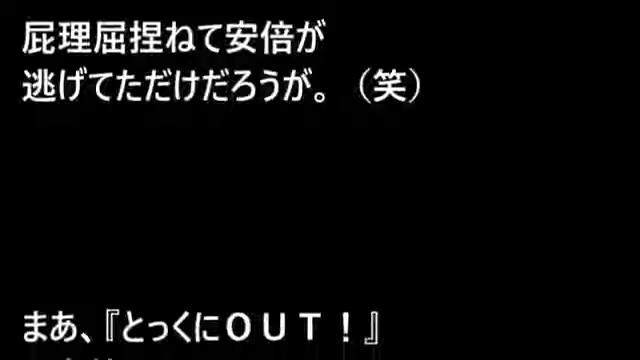 屁理屈捏ねて安倍が
逃げてただけだろうが。（笑）
まあ、『とっくにＯＵＴ！』